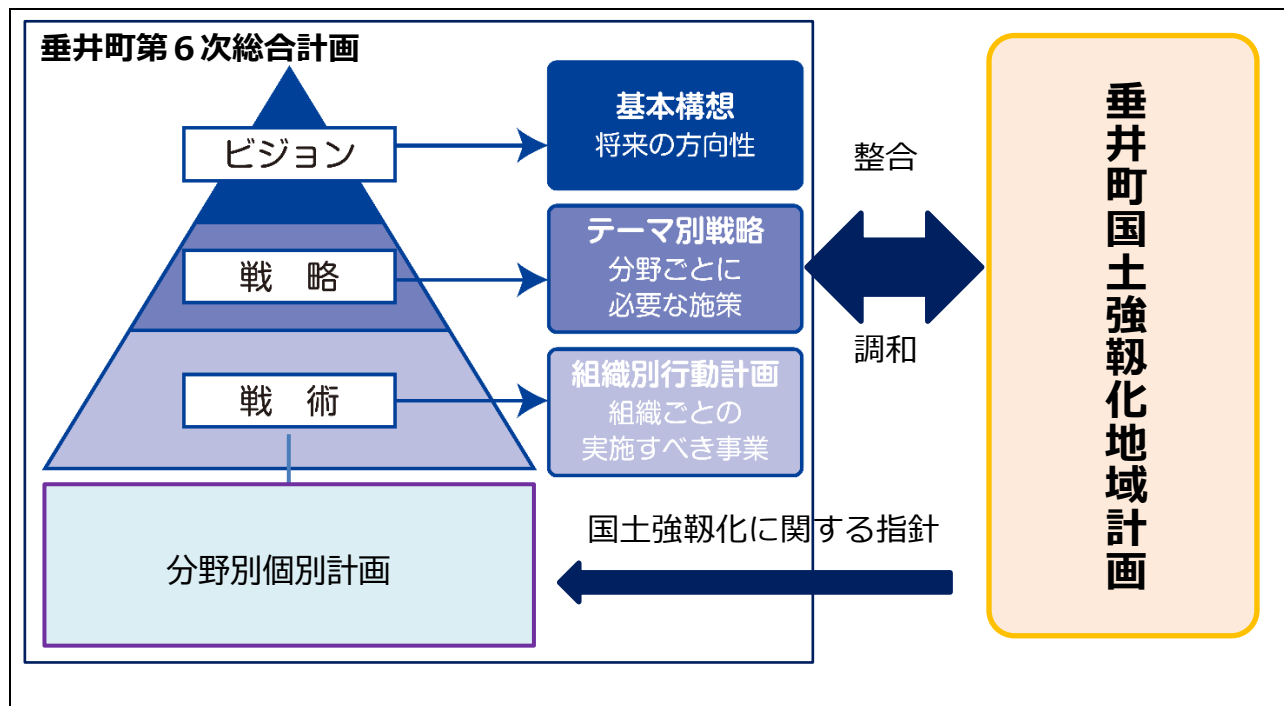 垂井町第６次総合計画
ビジョン
基本構想
将来の方向性
戦　略
テーマ別戦略
分野ごとに
必要な施策
戦　術
組織別行動計画
組織ごとの
実施すべき事業
分野別個別計画
整合
調和
国土強靱化に関する指針
垂井町国土強靱化地域計画